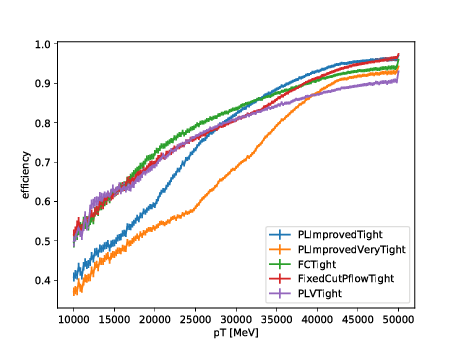 1.0
0.9
0.8
0.7
0.6
0.5
0.4
efficiency
PLImprovedTight
PLImprovedVeryTight
FCTight
FixedCutPflowTight
PLVTight
10000 15000 20000 25000 30000 35000 40000 45000 50000
pT [MeV]